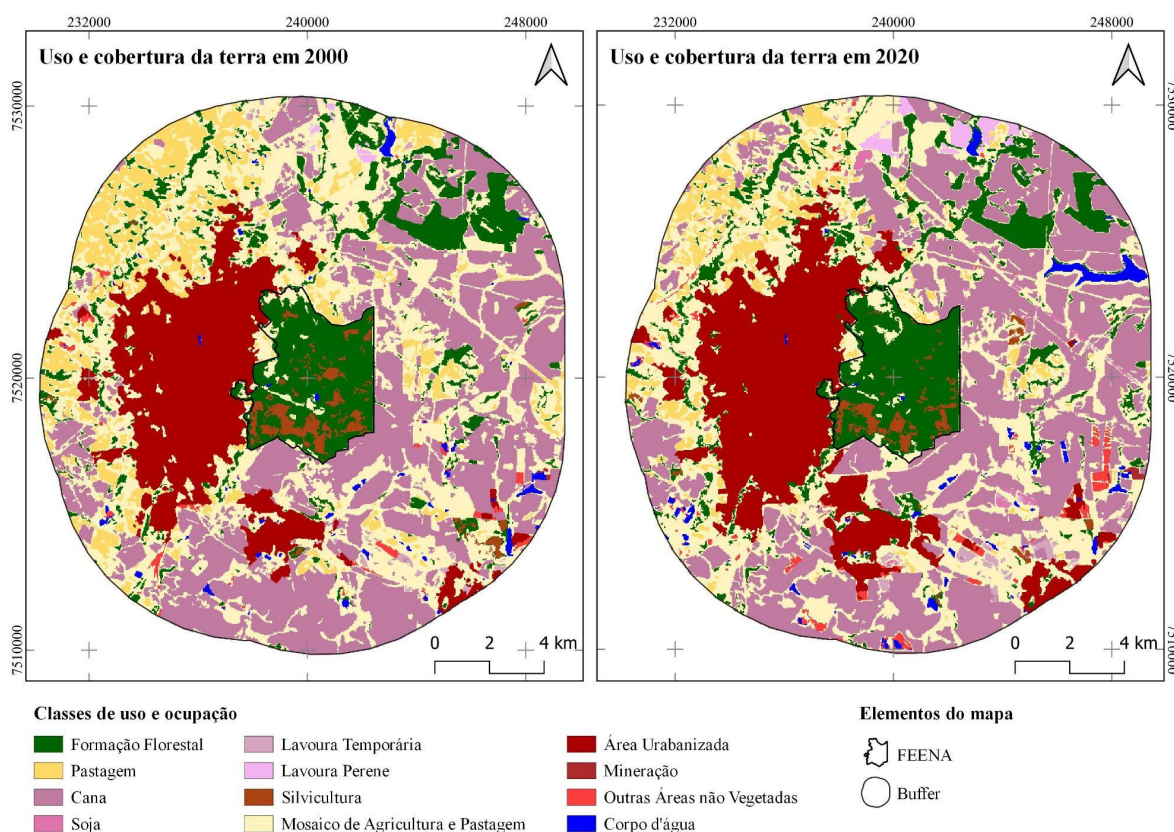 232000 240000 248000 232000 240000 248000
Uso e cobertura da terra em 2000 Uso e cobertura da terra em 2020
7530000 7530000
7520000 7520000
7510000 0 2 4 km 0 2 4 km 7510000
Classes de uso e ocupação Elementos do mapa
Formação Florestal Lavoura Temporária Área Urbanizada FEENA
Pastagem Lavoura Perene Mineração
Cana Silvicultura Outras Áreas não Vegetadas Buffer
Soja Mosaico de Agricultura e Pastagem Corpo d'água